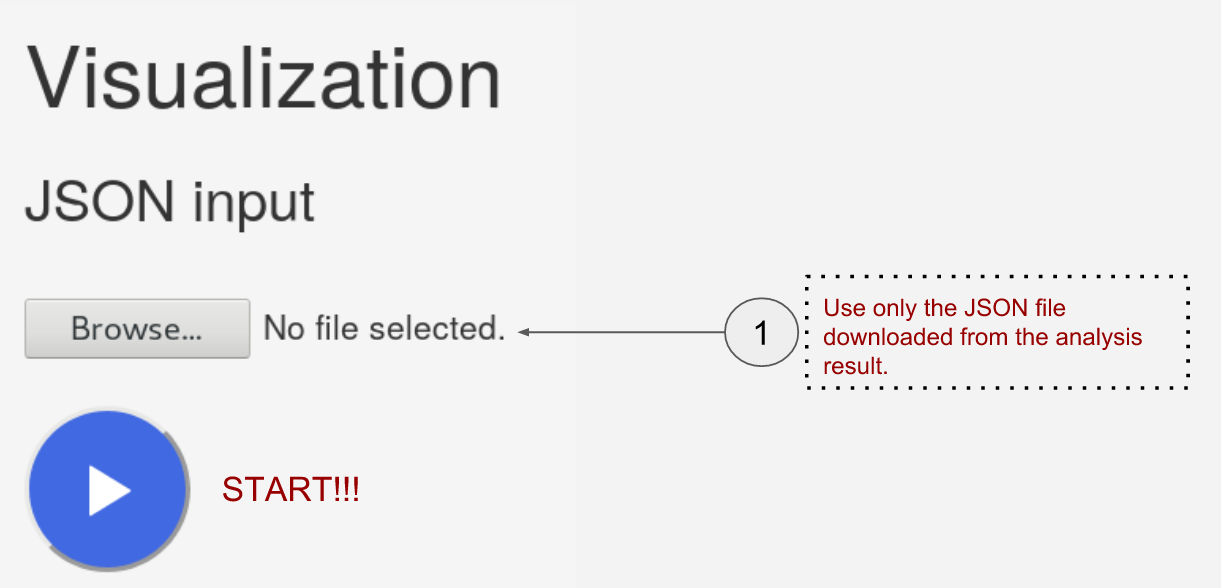 Visualization
JSON input
Browse... No file selected.
1
Use only the JSON file
downloaded from the analysis
result.
START!!!